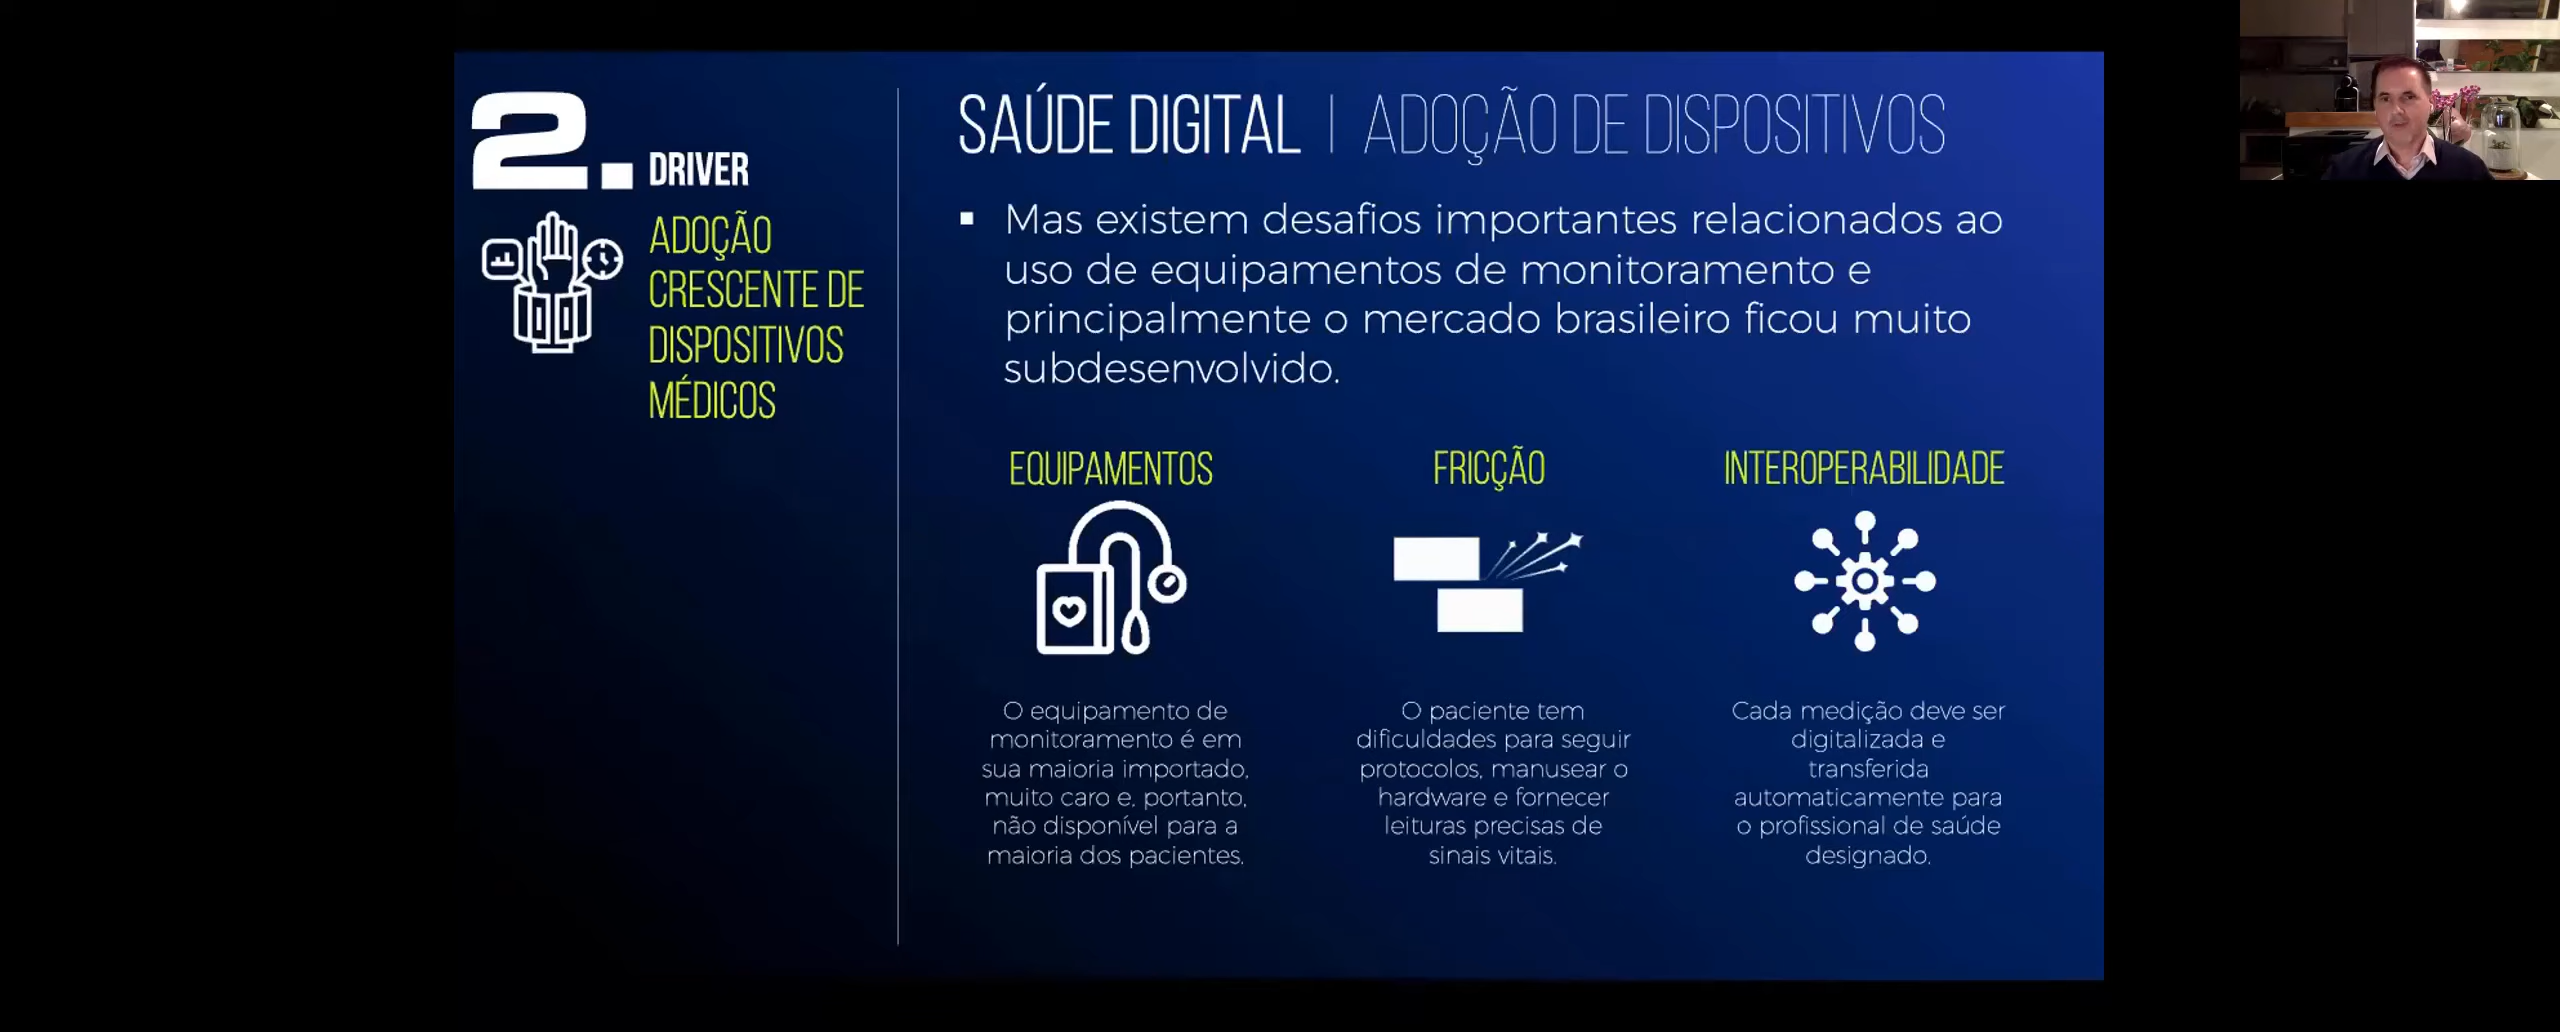 2. DRIVER
ADOÇÃO
CRESCENTE DE
DISPOSITIVOS
MÉDICOS
SAÚDE DIGITAL | ADOÇÃO DE DISPOSITIVOS
▪ Mas existem desafios importantes relacionados ao
uso de equipamentos de monitoramento e
principalmente o mercado brasileiro ficou muito
subdesenvolvido.
EQUIPAMENTOS
O equipamento de
monitoramento é em
sua maioria importado,
muito caro e, portanto,
não disponível para a
maioria dos pacientes.
FRICÇÃO
O paciente tem
dificuldades para seguir
protocolos, manusear o
hardware e fornecer
leituras precisas de
sinais vitais.
INTEROPERABILIDADE
Cada medição deve ser
digitalizada e
transferida
automaticamente para
o profissional de saúde
designado.